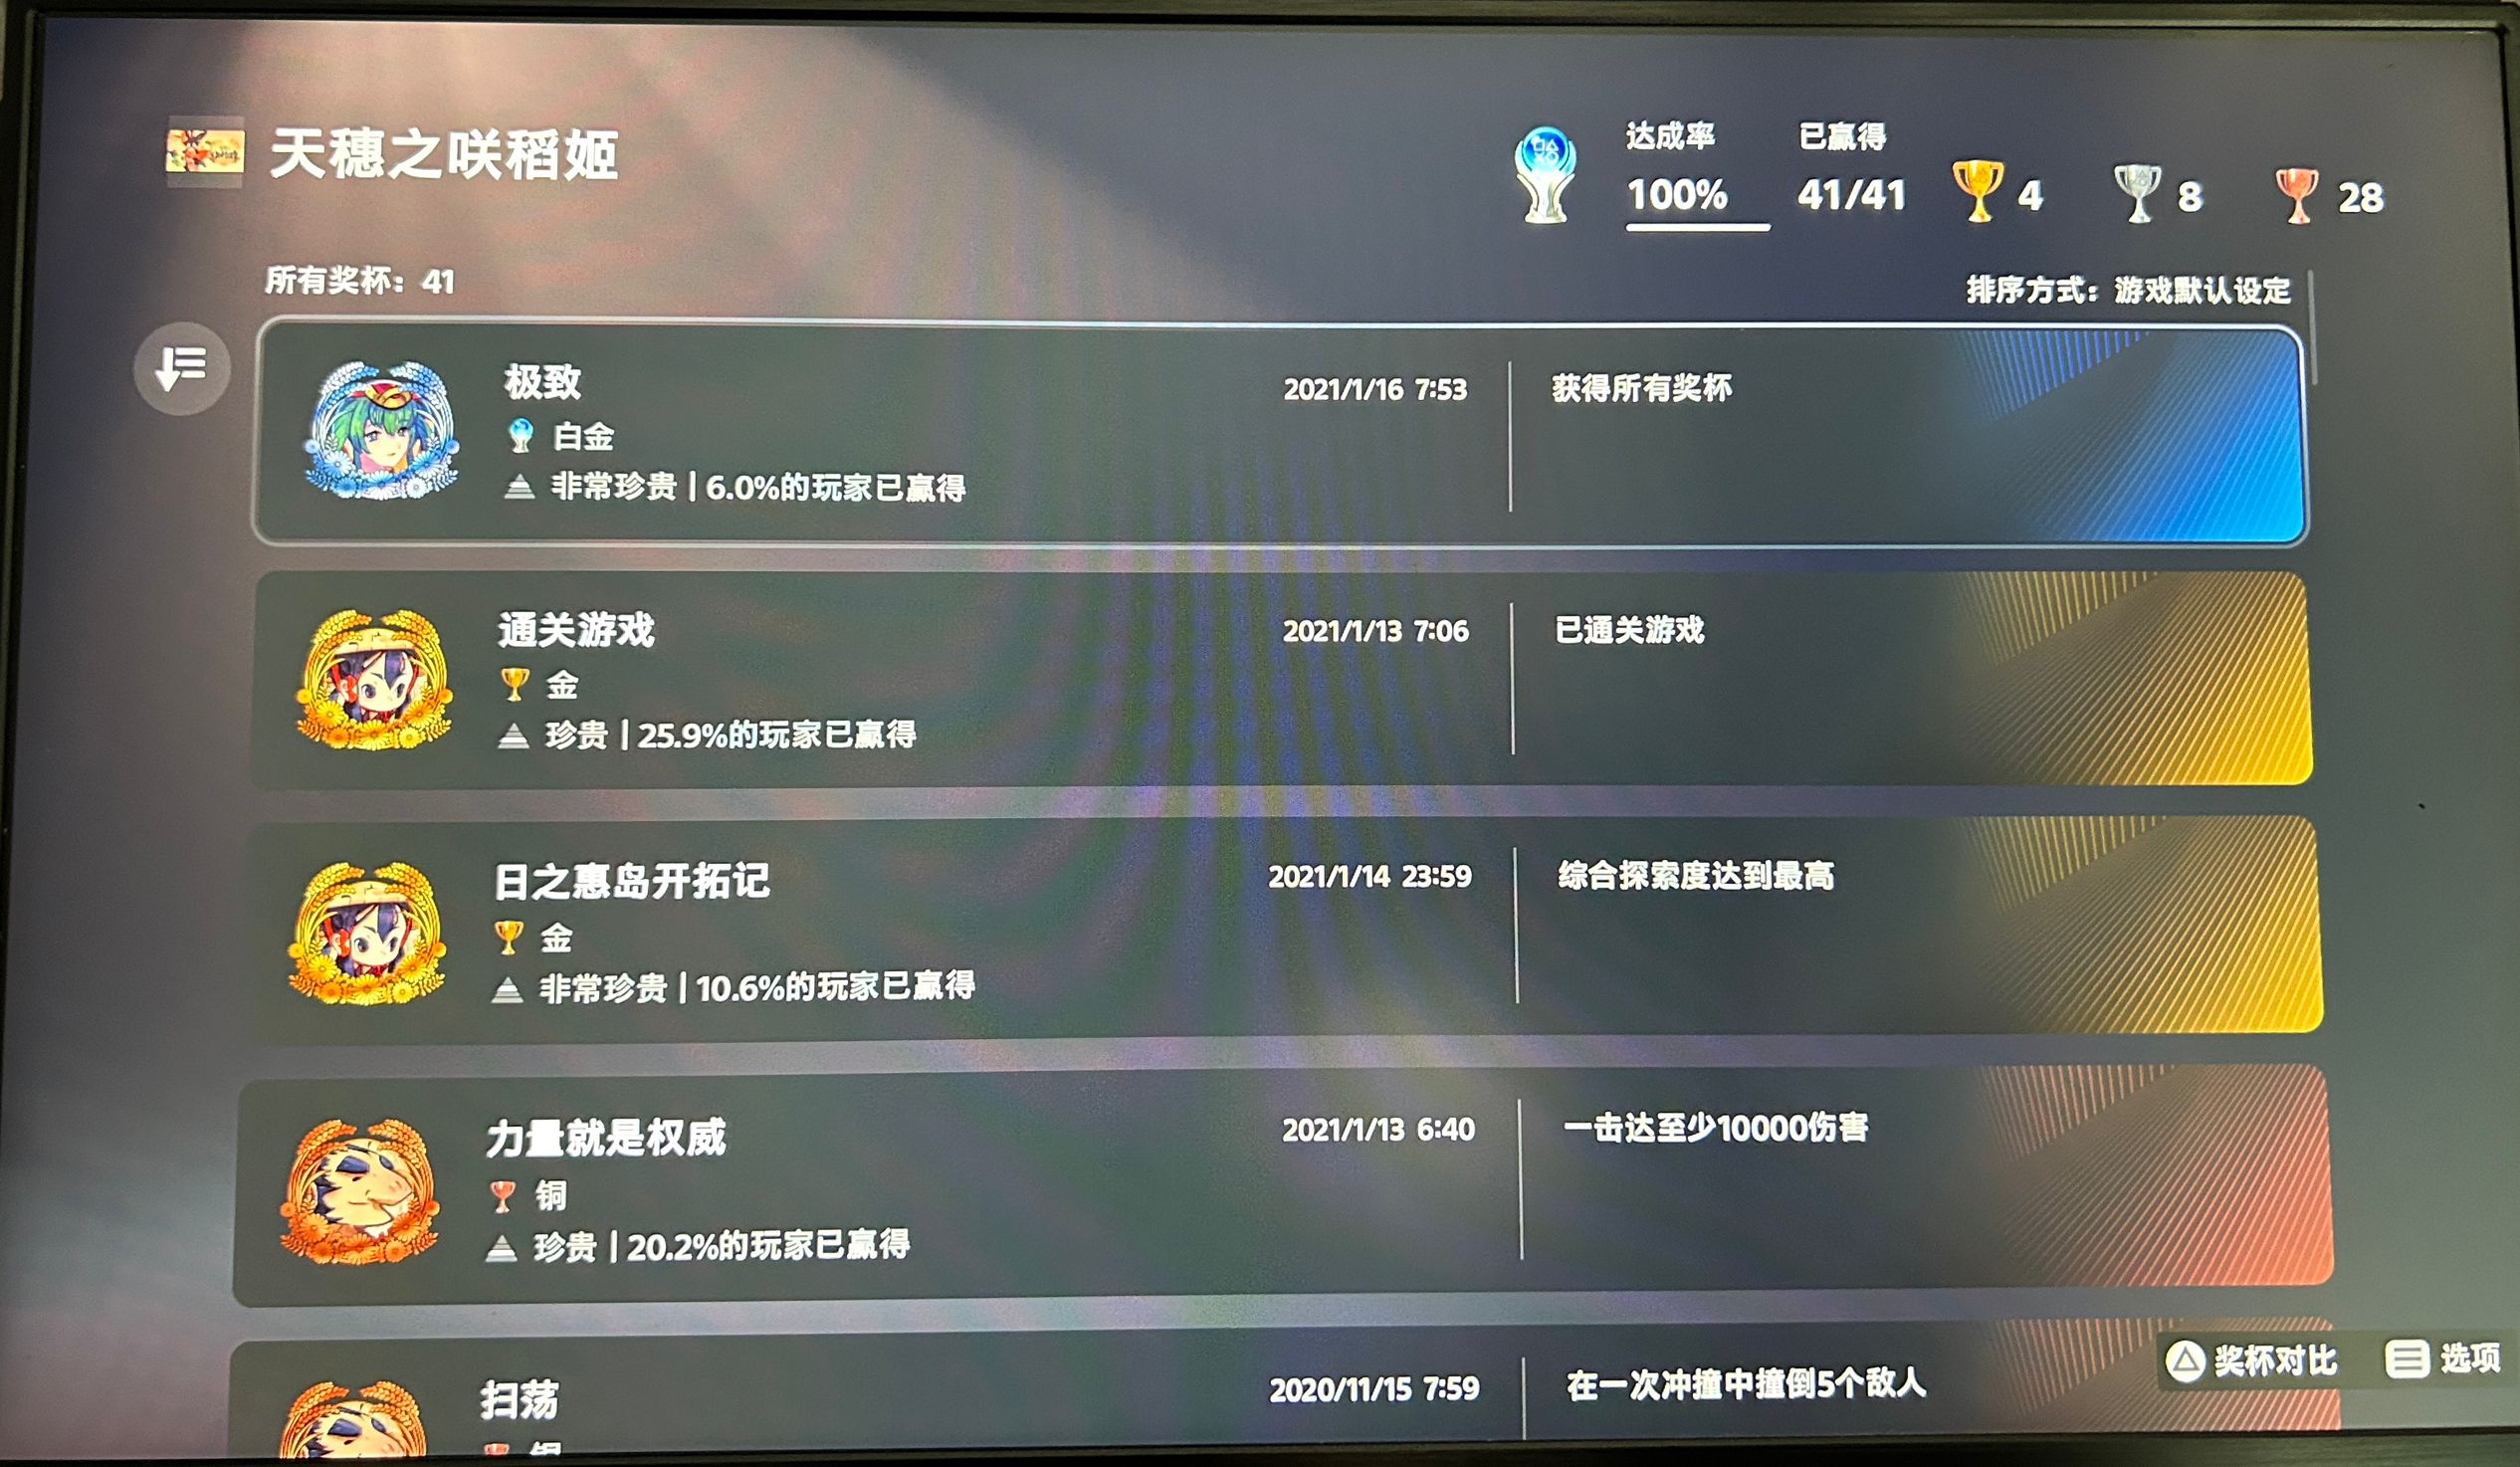 天穗之咲稻姬
达成率
100%
已赢得
41/41
4
8
28
所有奖杯：41
排序方式：游戏默认设定
极致
2021/1/16 7:53
获得所有奖杯
白金
非常珍贵 | 6.0%的玩家已赢得
通关游戏
2021/1/13 7:06
已通关游戏
金
珍贵 | 25.9%的玩家已赢得
日之惠岛开拓记
2021/1/14 23:59
综合探索度达到最高
金
非常珍贵 | 10.6%的玩家已赢得
力量就是权威
2021/1/13 6:40
一击达至少10000伤害
铜
珍贵 | 20.2%的玩家已赢得
扫荡
2020/11/15 7:59
在一次冲撞中撞倒5个敌人
铜
奖杯对比
选项